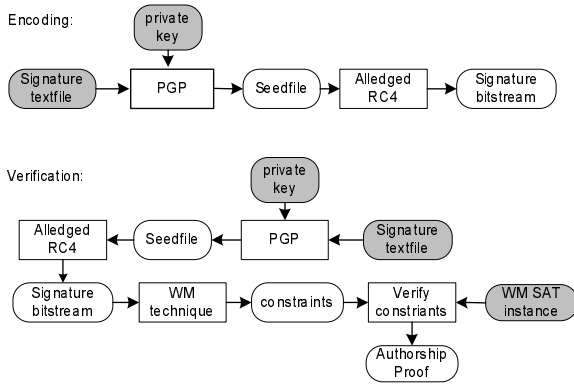 Encoding:
private
key
Signature
textfile
PGP
Seedfile
Alledged
RC4
Signature
bitstream
Verification:
private
key
Alledged
RC4
Seedfile
PGP
Signature
textfile
Signature
bitstream
WM
technique
constraints
Verify
constriants
WM SAT
instance
Authorship
Proof